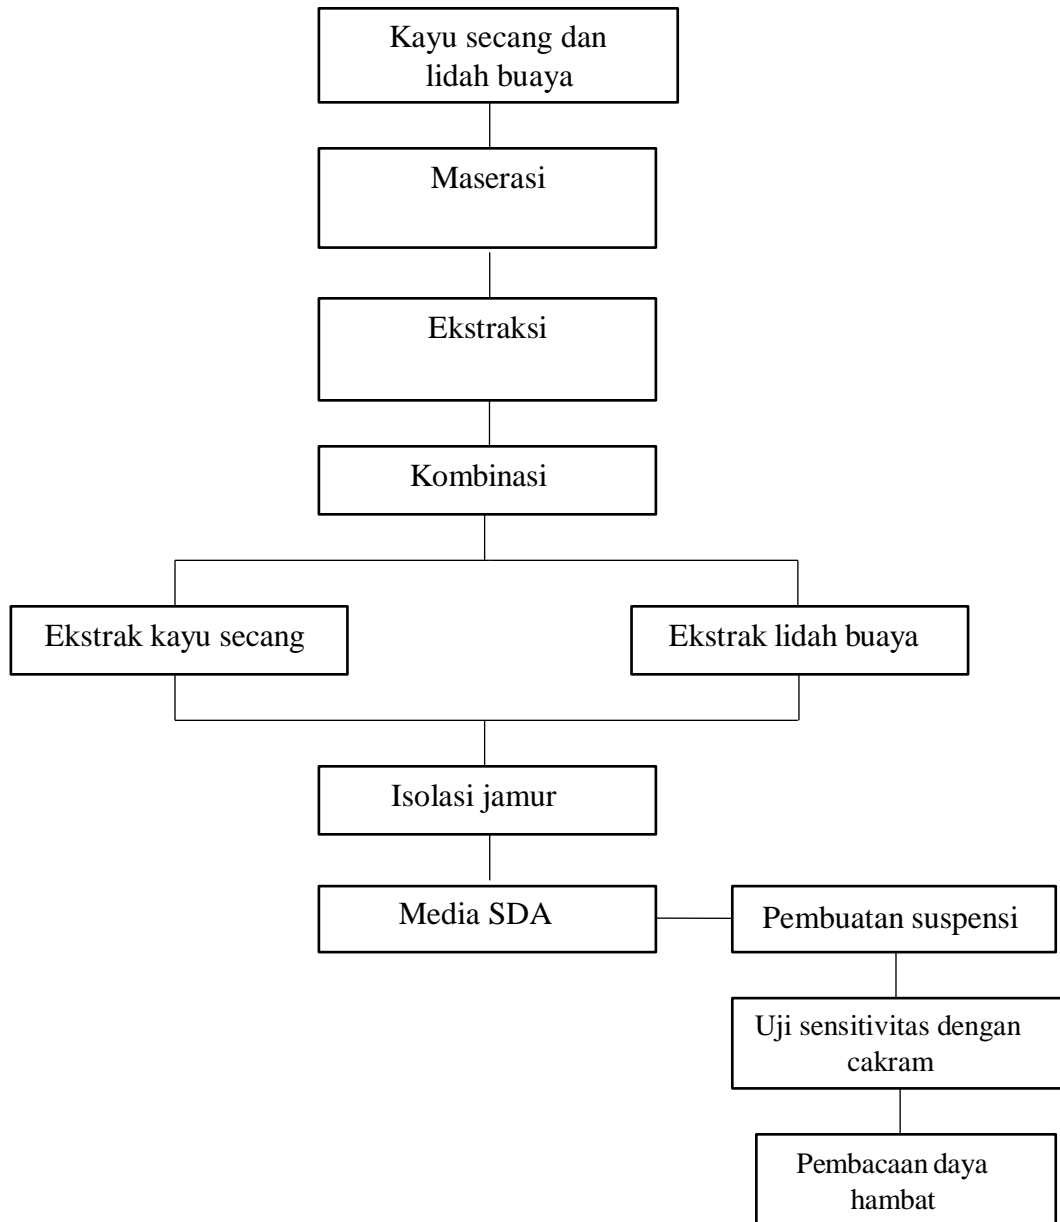 Kayu secang dan
lidah buaya
Maserasi
Ekstraksi
Kombinasi
Ekstrak kayu secang
Ekstrak lidah buaya
Isolasi jamur
Media SDA
Pembuatan suspensi
Uji sensitivitas dengan
cakram
Pembacaan daya
hambat